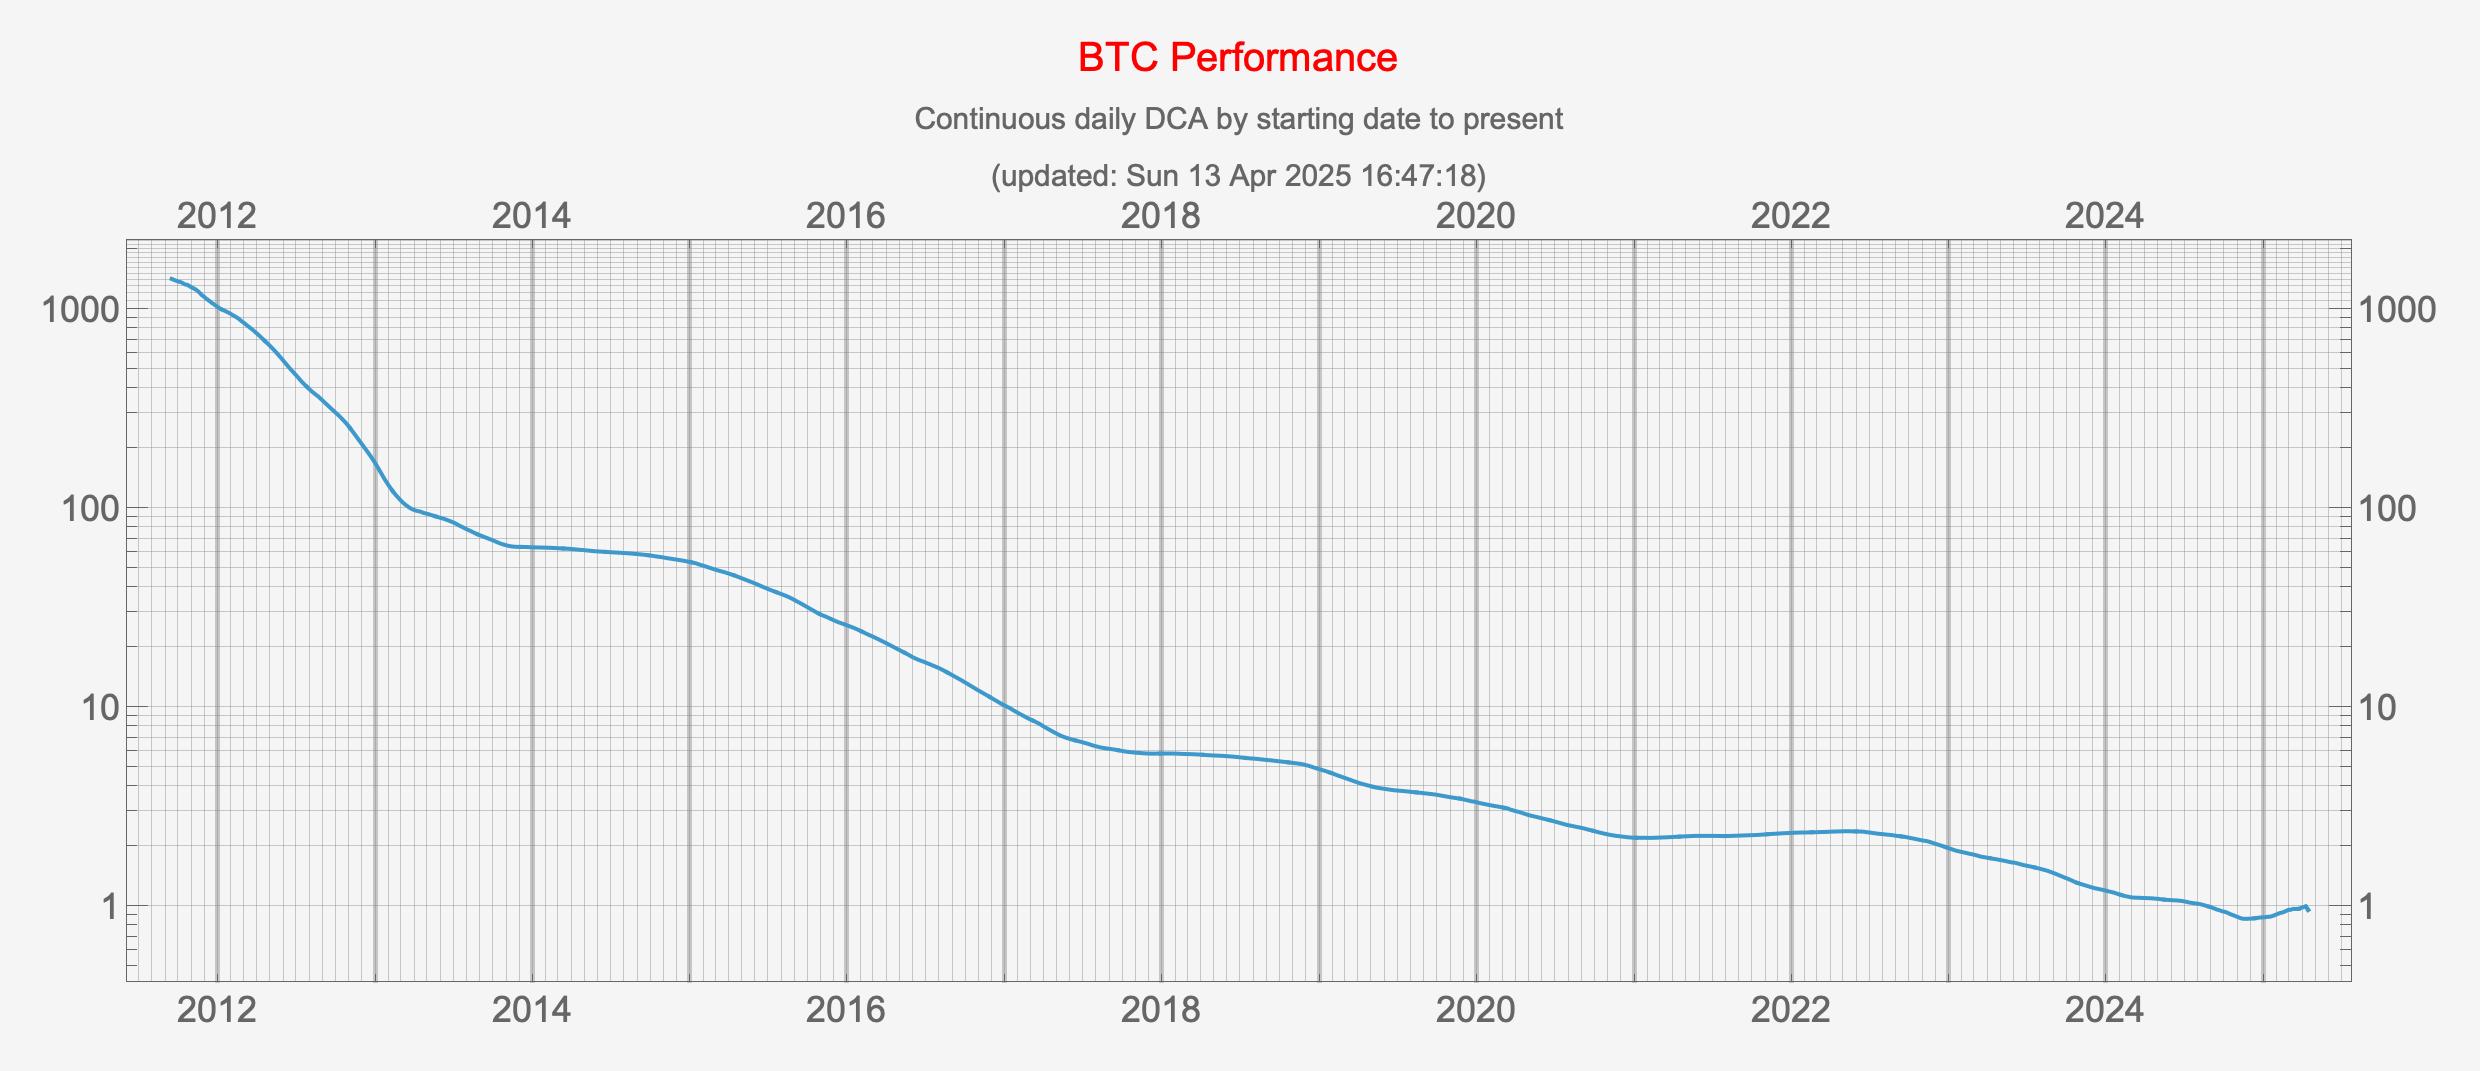 BTC Performance
Continuous daily DCA by starting date to present
(updated: Sun 13 Apr 2025 16:47:18)
2012 2014 2016 2018 2020 2022 2024
1000 1000
100 100
10 10
1 1
2012 2014 2016 2018 2020 2022 2024